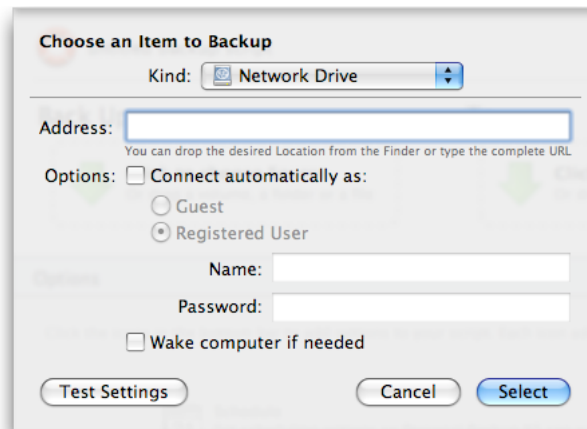 Choose an Item to Backup
Kind: Network Drive
Address:
You can drop the desired Location from the Finder or type the complete URL
Options: Connect automatically as:
Guest
Registered User
Name:
Password:
Wake computer if needed
Test Settings Cancel Select